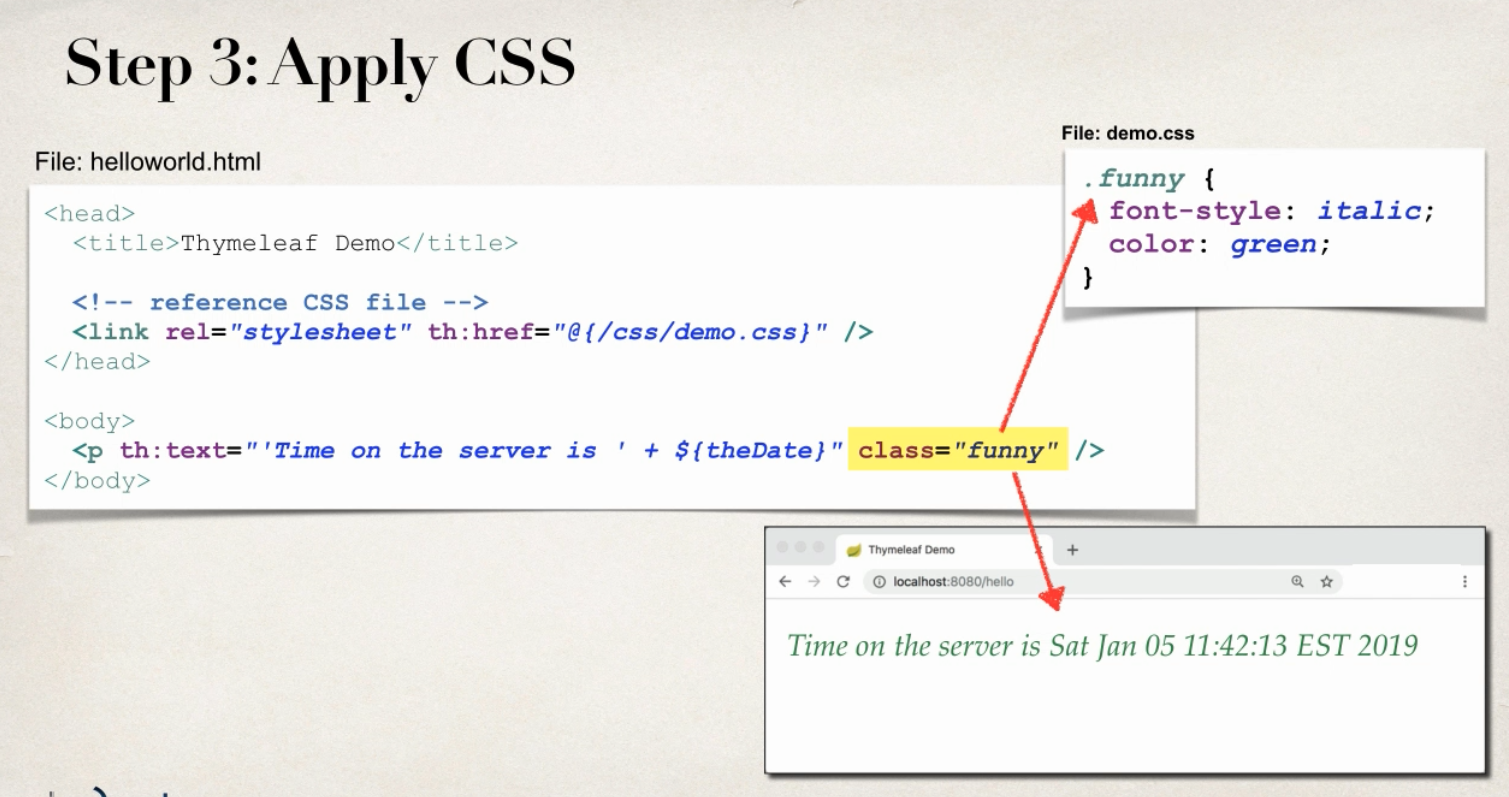 Step 3: Apply CSS
File: helloworld.html
<head>
<title>Thymeleaf Demo</title>
<!-- reference CSS file -->
<link rel="stylesheet" th:href="@{/css/demo.css}" />
</head>
<body>
<p th:text="'Time on the server is ' + ${theDate}" class="funny" />
</body>
File: demo.css
.funny {
font-style: italic;
color: green;
}
Thymeleaf Demo
localhost:8080/hello
Time on the server is Sat Jan 05 11:42:13 EST 2019